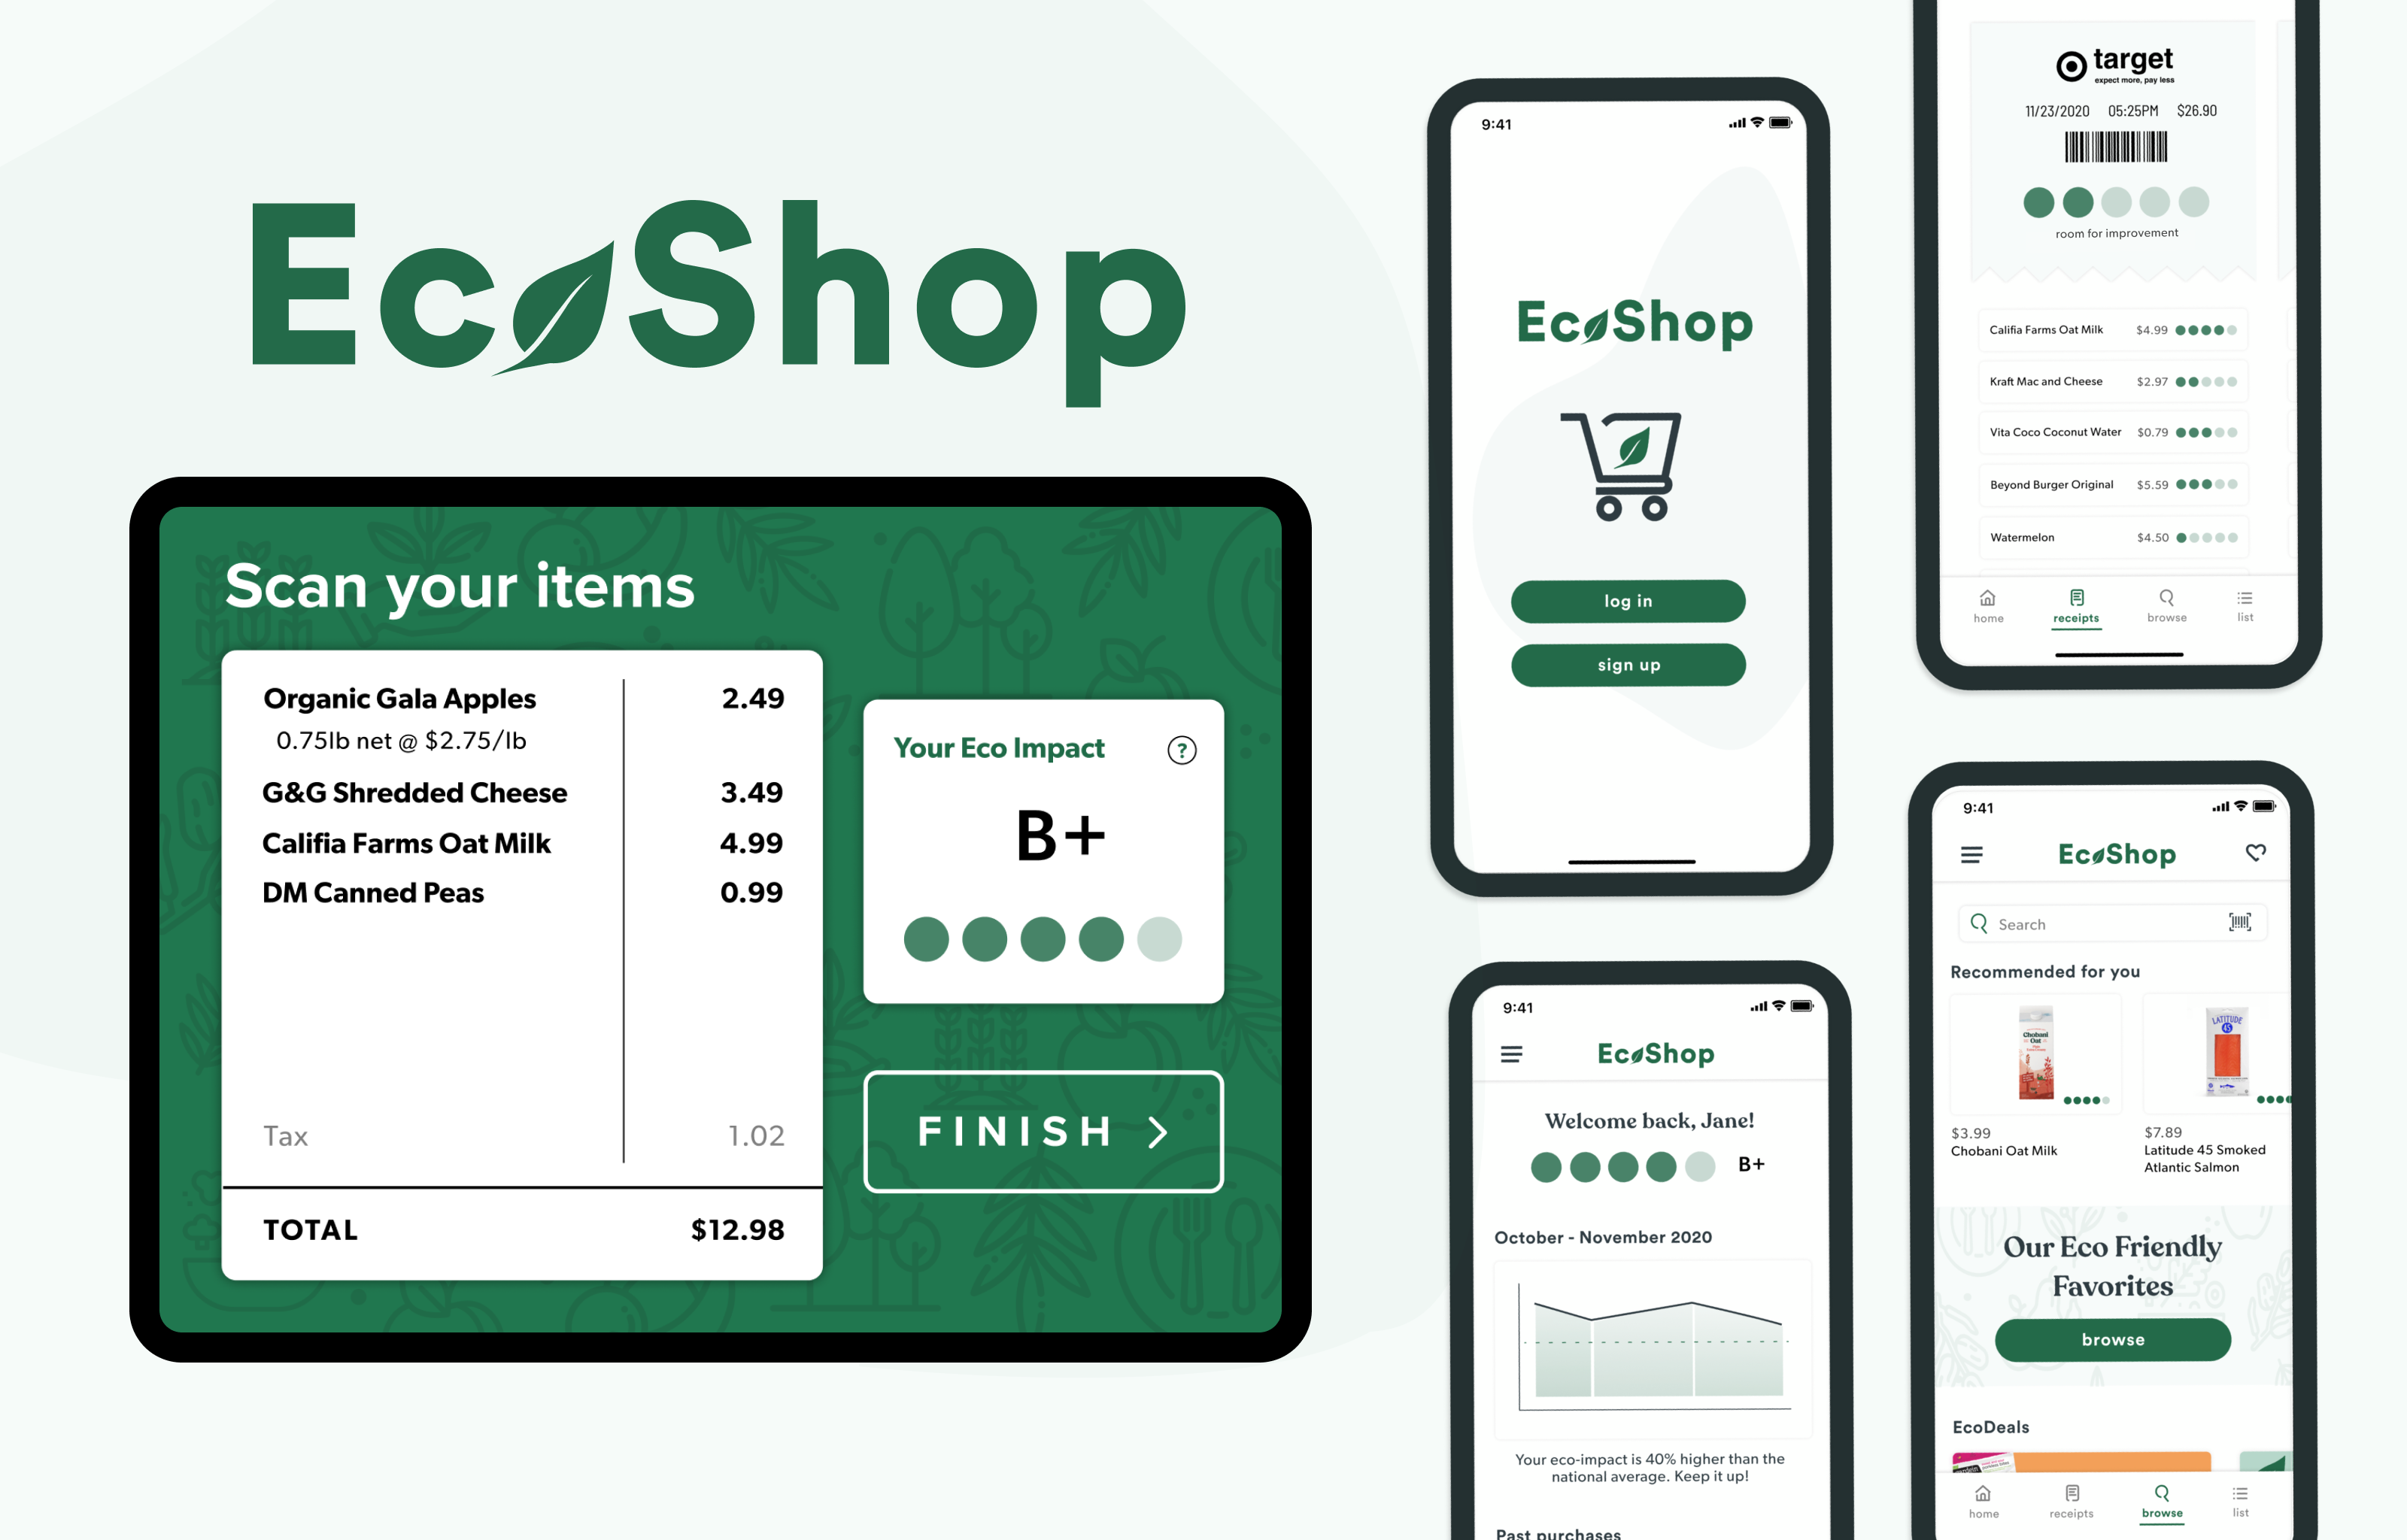 EcoShop
Scan your items
Organic Gala Apples 2.49
0.75lb net @ $2.75/lb
G&G Shredded Cheese 3.49
Califia Farms Oat Milk 4.99
DM Canned Peas 0.99
Tax 1.02
TOTAL $12.98
Your Eco Impact ?
B+
FINISH
9:41
EcoShop
log in
sign up
target
expect more, pay less
11/23/2020 05:25PM $26.90
room for improvement
Califia Farms Oat Milk $4.99
Kraft Mac and Cheese $2.97
Vita Coco Coconut Water $0.79
Beyond Burger Original $5.59
Watermelon $4.50
home receipts browse list
9:41
EcoShop
Welcome back, Jane!
B+
October - November 2020
Your eco-impact is 40% higher than the
national average. Keep it up!
Past purchases
9:41
EcoShop
Search
Recommended for you
Chobani
Oat
LATITUDE
45
$3.99
Chobani Oat Milk
$7.89
Latitude 45 Smoked
Atlantic Salmon
Our Eco Friendly
Favorites
browse
EcoDeals
home receipts browse list